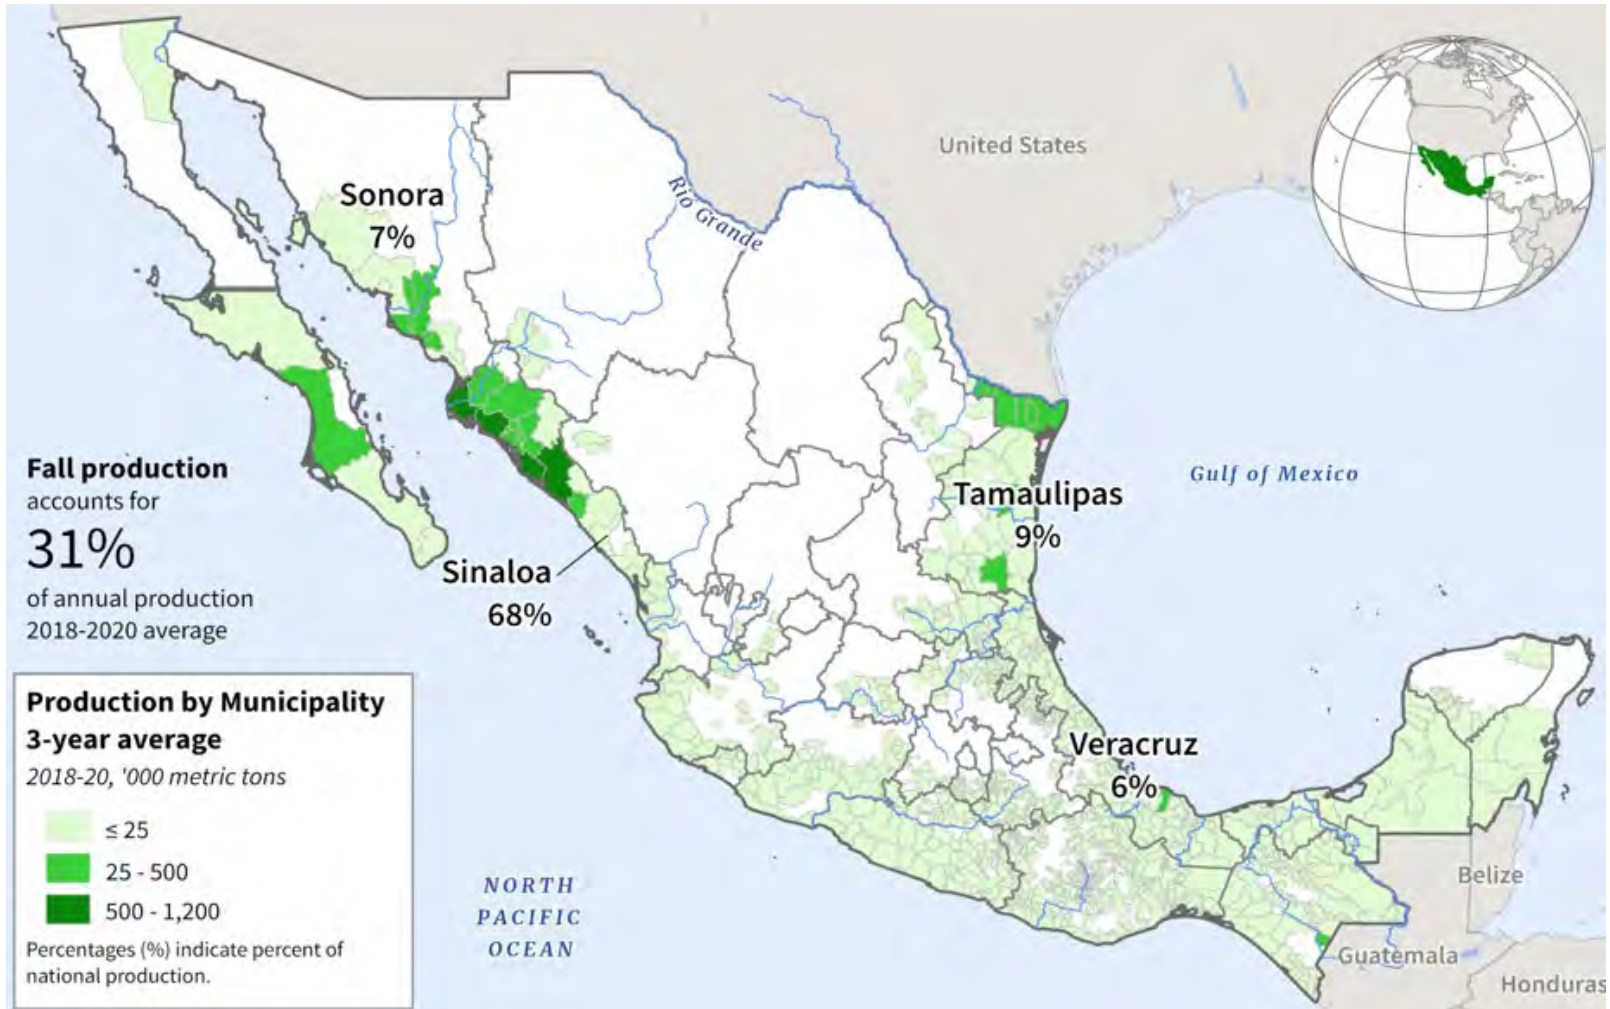 United States
Sonora
7%
Rio Grande
Gulf of Mexico
Fall production
accounts for
31%
of annual production
2018-2020 average
Tamaulipas
9%
Sinaloa
68%
Production by Municipality
3-year average
2018-20, '000 metric tons
≤ 25
25 - 500
500 - 1,200
Percentages (%) indicate percent of
national production.
Veracruz
6%
NORTH
PACIFIC
OCEAN
Belize
Guatemala
Honduras